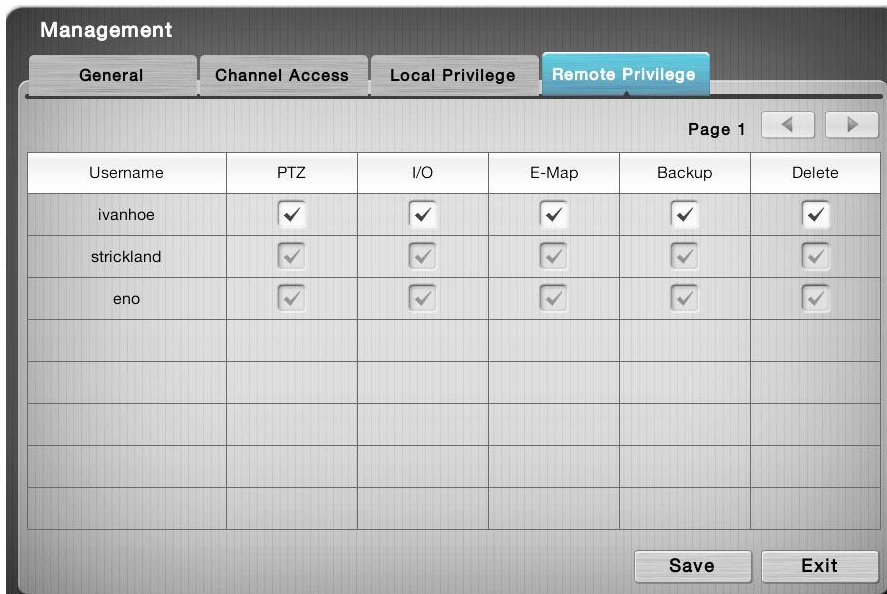 Management
General Channel Access Local Privilege Remote Privilege
Page 1
Username PTZ I/O E-Map Backup Delete
ivanhoe
strickland
eno
Save Exit